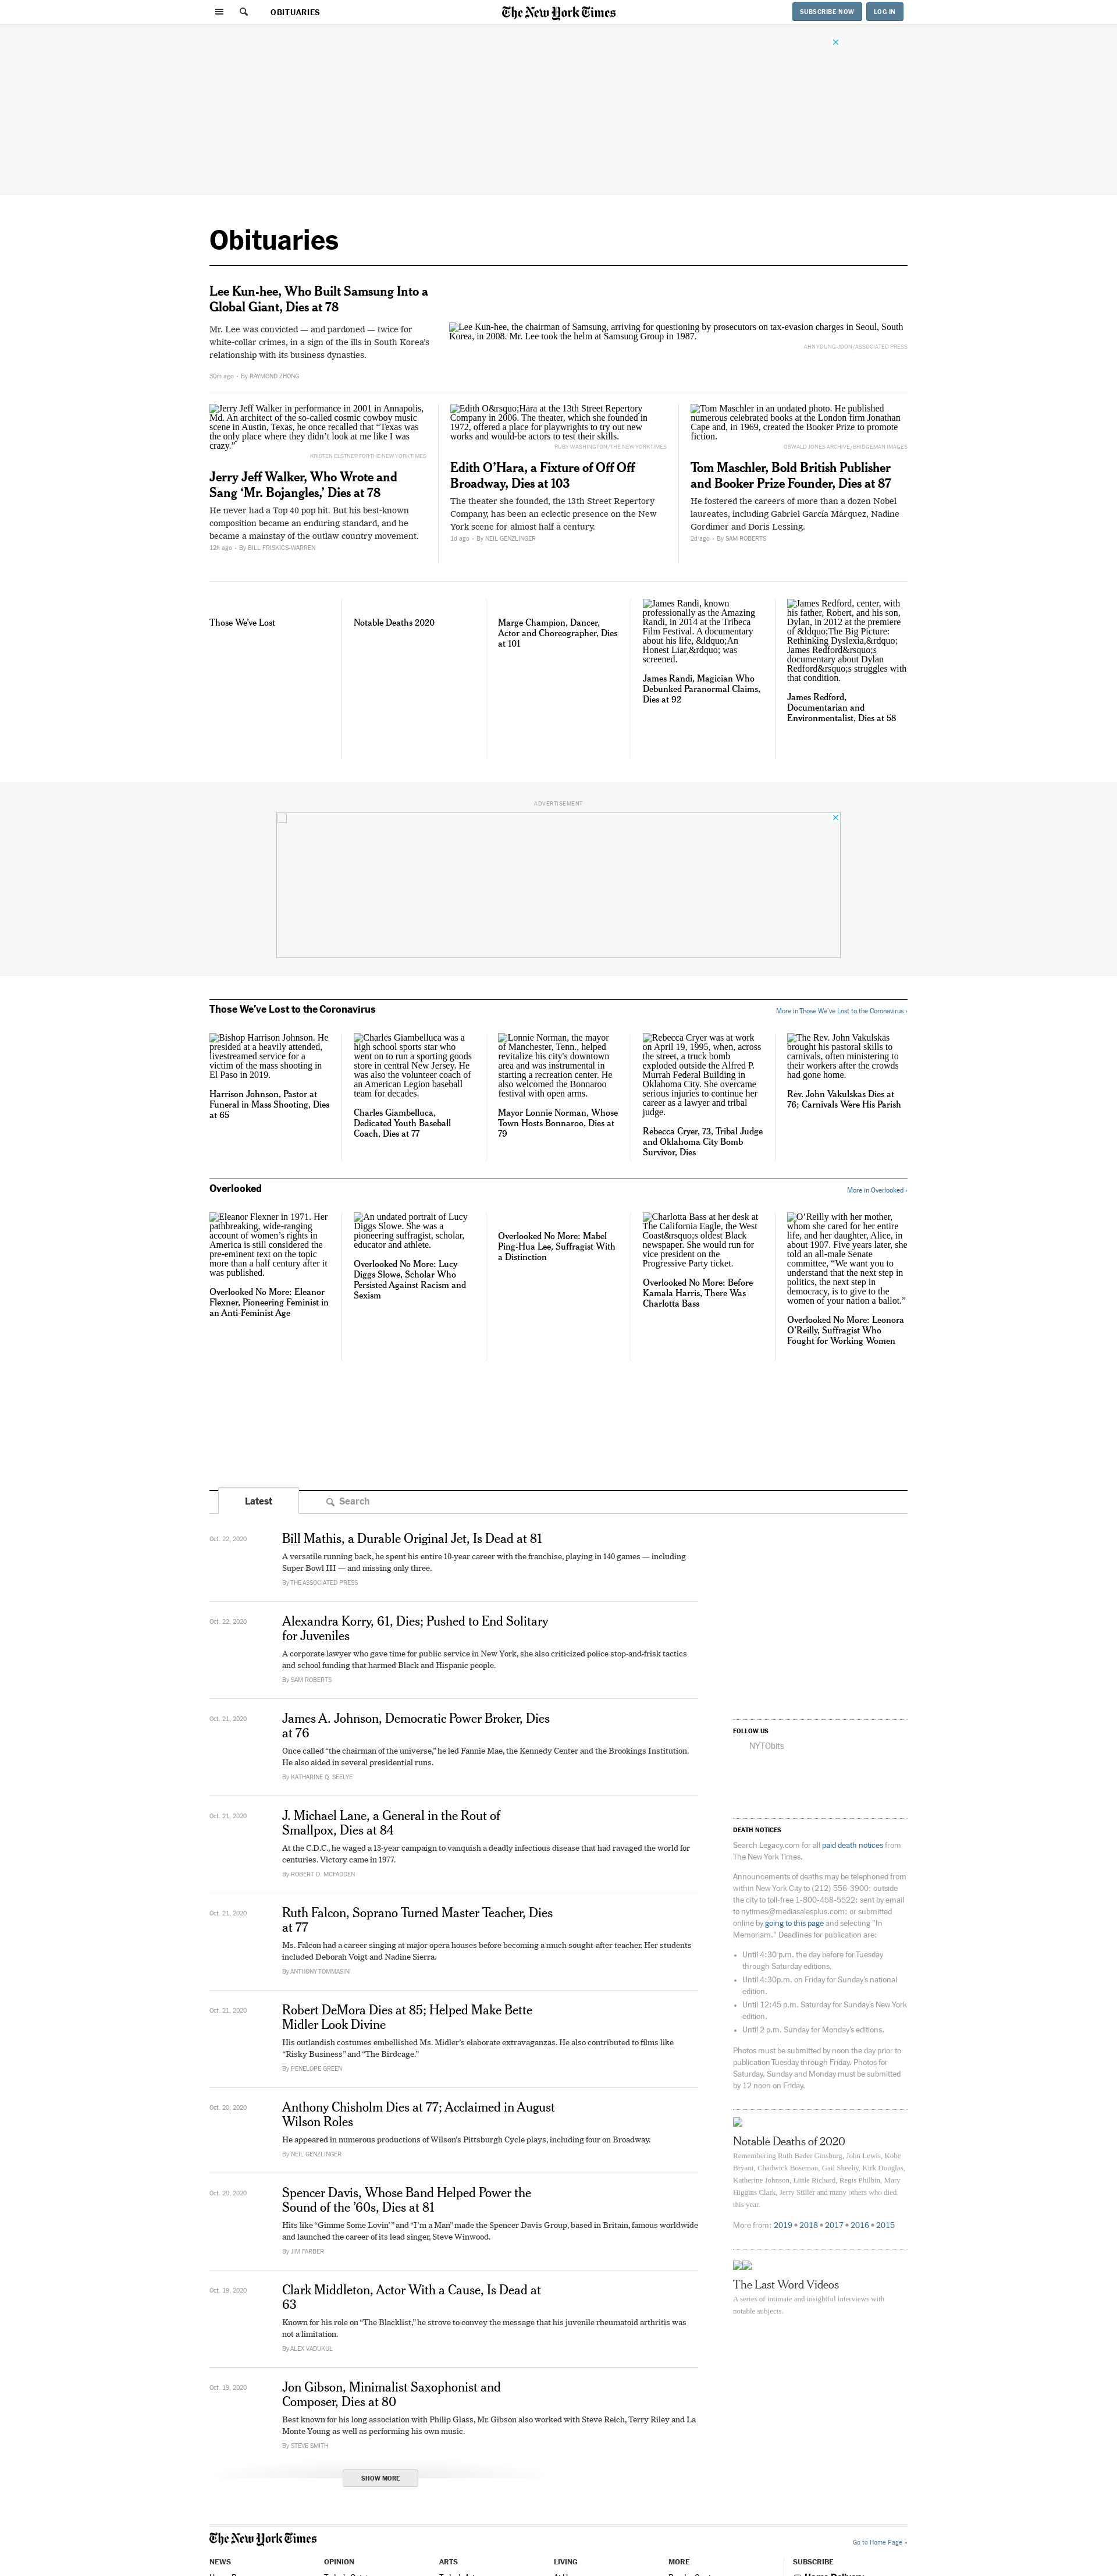 OBITUARIES
The New York Times
SUBSCRIBE NOW
LOG IN
Obituaries
Lee Kun-hee, Who Built Samsung Into a
Global Giant, Dies at 78
Mr. Lee was convicted — and pardoned — twice for
white-collar crimes, in a sign of the ills in South Korea's
relationship with its business dynasties.
30m ago · By RAYMOND ZHONG
Lee Kun-hee, the chairman of Samsung, arriving for questioning by prosecutors on tax-evasion charges in Seoul, South
Korea, in 2008. Mr. Lee took the helm at Samsung Group in 1987.
AHN YOUNG JOON/ASSOCIATED PRESS
Jerry Jeff Walker in performance in 2001 in Annapolis,
Md. An architect of the so-called cosmic cowboy music
scene in Austin, Texas, he once recalled that “Texas was
the only place where they didn’t look at me like I was
crazy.”
KRISTEN ELSTNER FOR THE NEW YORK TIMES
Jerry Jeff Walker, Who Wrote and
Sang ‘Mr. Bojangles,’ Dies at 78
He never had a Top 40 pop hit. But his best-known
composition became an enduring standard, and he
became a mainstay of the outlaw country movement.
12h ago · By BILL FRISKICS-WARREN
Edith O&rsquo;Hara at the 13th Street Repertory
Company in 2006. The theater, which she founded in
1972, offered a place for playwrights to try out new
works and would-be actors to test their skills.
RUBY WASHINGTON/THE NEW YORK TIMES
Edith O’Hara, a Fixture of Off Off
Broadway, Dies at 103
The theater she founded, the 13th Street Repertory
Company, has been an eclectic presence on the New
York scene for almost half a century.
1d ago · By NEIL GENZLINGER
Tom Maschler in an undated photo. He published
numerous celebrated books at the London firm Jonathan
Cape and, in 1969, created the Booker Prize to promote
fiction.
OSWALD JONES ARCHIVE/BRIDGEMAN IMAGES
Tom Maschler, Bold British Publisher
and Booker Prize Founder, Dies at 87
He fostered the careers of more than a dozen Nobel
laureates, including Gabriel García Márquez, Nadine
Gordimer and Doris Lessing.
2d ago · By SAM ROBERTS
Those We’ve Lost
Notable Deaths 2020
Marge Champion, Dancer,
Actor and Choreographer, Dies
at 101
James Randi, known
professionally as the Amazing
Randi, in 2014 at the Tribeca
Film Festival. A documentary
about his life, &ldquo;An
Honest Liar,&rdquo; was
screened.
James Randi, Magician Who
Debunked Paranormal Claims,
Dies at 92
James Redford, center, with
his father, Robert, and his son,
Dylan, in 2012 at the premiere
of &ldquo;The Big Picture:
Rethinking Dyslexia,&rdquo;
James Redford&rsquo;s
documentary about Dylan
Redford&rsquo;s struggles with
that condition.
James Redford,
Documentarian and
Environmentalist, Dies at 58
ADVERTISEMENT
Those We’ve Lost to the Coronavirus
More in Those We’ve Lost to the Coronavirus ›
Bishop Harrison Johnson. He
presided at a heavily attended,
livestreamed service for a
victim of the mass shooting in
El Paso in 2019.
Harrison Johnson, Pastor at
Funeral in Mass Shooting, Dies
at 65
Charles Giambelluca was a
high school sports star who
went on to run a sporting goods
store in central New Jersey. He
was also the volunteer coach of
an American Legion baseball
team for decades.
Charles Giambelluca,
Dedicated Youth Baseball
Coach, Dies at 77
Lonnie Norman, the mayor
of Manchester, Tenn., helped
revitalize his city's downtown
area and was instrumental in
starting a recreation center. He
also welcomed the Bonnaroo
festival with open arms.
Mayor Lonnie Norman, Whose
Town Hosts Bonnaroo, Dies at
79
Rebecca Cryer was at work
on April 19, 1995, when, across
the street, a truck bomb
exploded outside the Alfred P.
Murrah Federal Building in
Oklahoma City. She overcame
serious injuries to continue her
career as a lawyer and tribal
judge.
Rebecca Cryer, 73, Tribal Judge
and Oklahoma City Bomb
Survivor, Dies
The Rev. John Vakulskas
brought his pastoral skills to
carnivals, often ministering to
their workers after the crowds
had gone home.
Rev. John Vakulskas Dies at
76; Carnivals Were His Parish
Overlooked
More in Overlooked ›
Eleanor Flexner in 1971. Her
pathbreaking, wide-ranging
account of women’s rights in
America is still considered the
pre-eminent text on the topic
more than a half century after it
was published.
Overlooked No More: Eleanor
Flexner, Pioneering Feminist in
an Anti-Feminist Age
An undated portrait of Lucy
Diggs Slowe. She was a
pioneering suffragist, scholar,
educator and athlete.
Overlooked No More: Lucy
Diggs Slowe, Scholar Who
Persisted Against Racism and
Sexism
Overlooked No More: Mabel
Ping-Hua Lee, Suffragist With
a Distinction
Charlotta Bass at her desk at
The California Eagle, the West
Coast&rsquo;s oldest Black
newspaper. She would run for
vice president on the
Progressive Party ticket.
Overlooked No More: Before
Kamala Harris, There Was
Charlotta Bass
O’Reilly with her mother,
whom she cared for her entire
life, and her daughter, Alice, in
about 1907. Five years later, she
told an all-male Senate
committee, “We want you to
understand that the next step in
politics, the next step in
democracy, is to give to the
women of your nation a ballot.”
Overlooked No More: Leonora
O’Reilly, Suffragist Who
Fought for Working Women
Latest
Search
Oct. 22, 2020
Bill Mathis, a Durable Original Jet, Is Dead at 81
A versatile running back, he spent his entire 10-year career with the franchise, playing in 140 games — including
Super Bowl III — and missing only three.
By THE ASSOCIATED PRESS
Oct. 22, 2020
Alexandra Korry, 61, Dies; Pushed to End Solitary
for Juveniles
A corporate lawyer who gave time for public service in New York, she also criticized police stop-and-frisk tactics
and school funding that harmed Black and Hispanic people.
By SAM ROBERTS
Oct. 21, 2020
James A. Johnson, Democratic Power Broker, Dies
at 76
Once called “the chairman of the universe,” he led Fannie Mae, the Kennedy Center and the Brookings Institution.
He also aided in several presidential runs.
By KATHARINE Q. SEELYE
Oct. 21, 2020
J. Michael Lane, a General in the Rout of
Smallpox, Dies at 84
At the C.D.C., he waged a 13-year campaign to vanquish a deadly infectious disease that had ravaged the world for
centuries. Victory came in 1977.
By ROBERT D. MCFADDEN
Oct. 21, 2020
Ruth Falcon, Soprano Turned Master Teacher, Dies
at 77
Ms. Falcon had a career singing at major opera houses before becoming a much sought-after teacher. Her students
included Deborah Voigt and Nadine Sierra.
By ANTHONY TOMMASINI
Oct. 21, 2020
Robert DeMora Dies at 85; Helped Make Bette
Midler Look Divine
His outlandish costumes embellished Ms. Midler’s elaborate extravaganzas. He also contributed to films like
“Risky Business” and “The Birdcage.”
By PENELOPE GREEN
Oct. 20, 2020
Anthony Chisholm Dies at 77; Acclaimed in August
Wilson Roles
He appeared in numerous productions of Wilson’s Pittsburgh Cycle plays, including four on Broadway.
By NEIL GENZLINGER
Oct. 20, 2020
Spencer Davis, Whose Band Helped Power the
Sound of the ’60s, Dies at 81
Hits like “Gimme Some Lovin’ ” and “I’m a Man” made the Spencer Davis Group, based in Britain, famous worldwide
and launched the career of its lead singer, Steve Winwood.
By JIM FARBER
Oct. 19, 2020
Clark Middleton, Actor With a Cause, Is Dead at
63
Known for his role on “The Blacklist,” he strove to convey the message that his juvenile rheumatoid arthritis was
not a limitation.
By ALEX VADUKUL
Oct. 19, 2020
Jon Gibson, Minimalist Saxophonist and
Composer, Dies at 80
Best known for his long association with Philip Glass, Mr. Gibson also worked with Steve Reich, Terry Riley and La
Monte Young as well as performing his own music.
By STEVE SMITH
SHOW MORE
FOLLOW US
NYTObits
DEATH NOTICES
Search Legacy.com for all paid death notices from
The New York Times.
Announcements of deaths may be telephoned from
within New York City to (212) 556-3900; outside
the city to toll-free 1-800-458-5522; sent by email
to nytimes@mediasalesplus.com; or submitted
online by going to this page and selecting "In
Memoriam." Deadlines for publication are:
• Until 4:30 p.m. the day before for Tuesday
through Saturday editions.
• Until 4:30p.m. on Friday for Sunday’s national
edition.
• Until 12:45 p.m. Saturday for Sunday’s New York
edition.
• Until 2 p.m. Sunday for Monday’s editions.
Photos must be submitted by noon the day prior to
publication Tuesday through Friday. Photos for
Saturday, Sunday and Monday must be submitted
by 12 noon on Friday.
Notable Deaths of 2020
Remembering Ruth Bader Ginsburg, John Lewis, Kobe
Bryant, Chadwick Boseman, Gail Sheehy, Kirk Douglas,
Katherine Johnson, Little Richard, Regis Philbin, Mary
Higgins Clark, Jerry Stiller and many others who died
this year.
More from: 2019 • 2018 • 2017 • 2016 • 2015
The Last Word Videos
A series of intimate and insightful interviews with
notable subjects.
The New York Times
Go to Home Page »
NEWS
OPINION
ARTS
LIVING
MORE
SUBSCRIBE